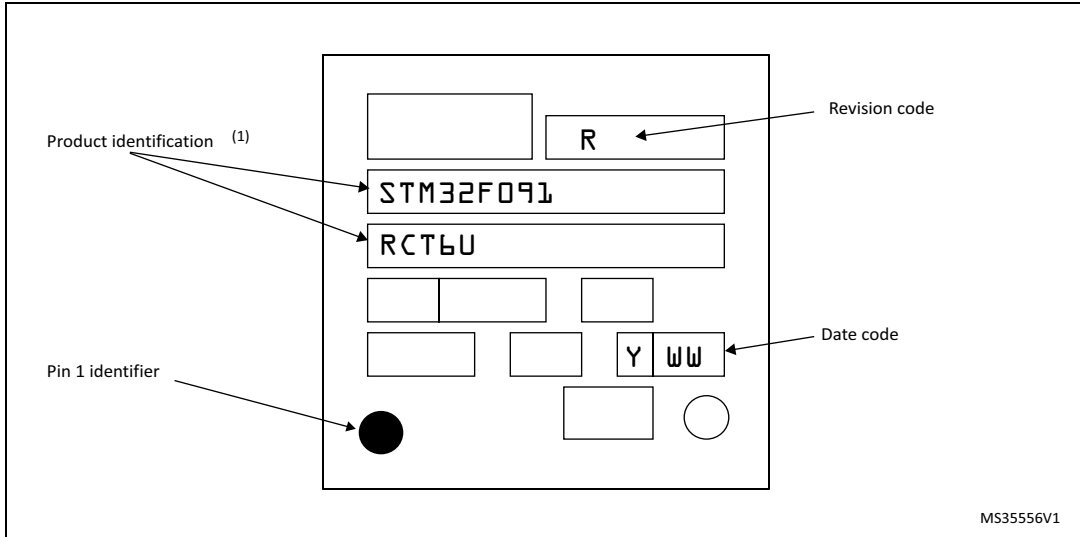 Revision code
R
Product identification (1)
STM32F091
RCT6U
Date code
Y WW
Pin 1 identifier
MS35556V1